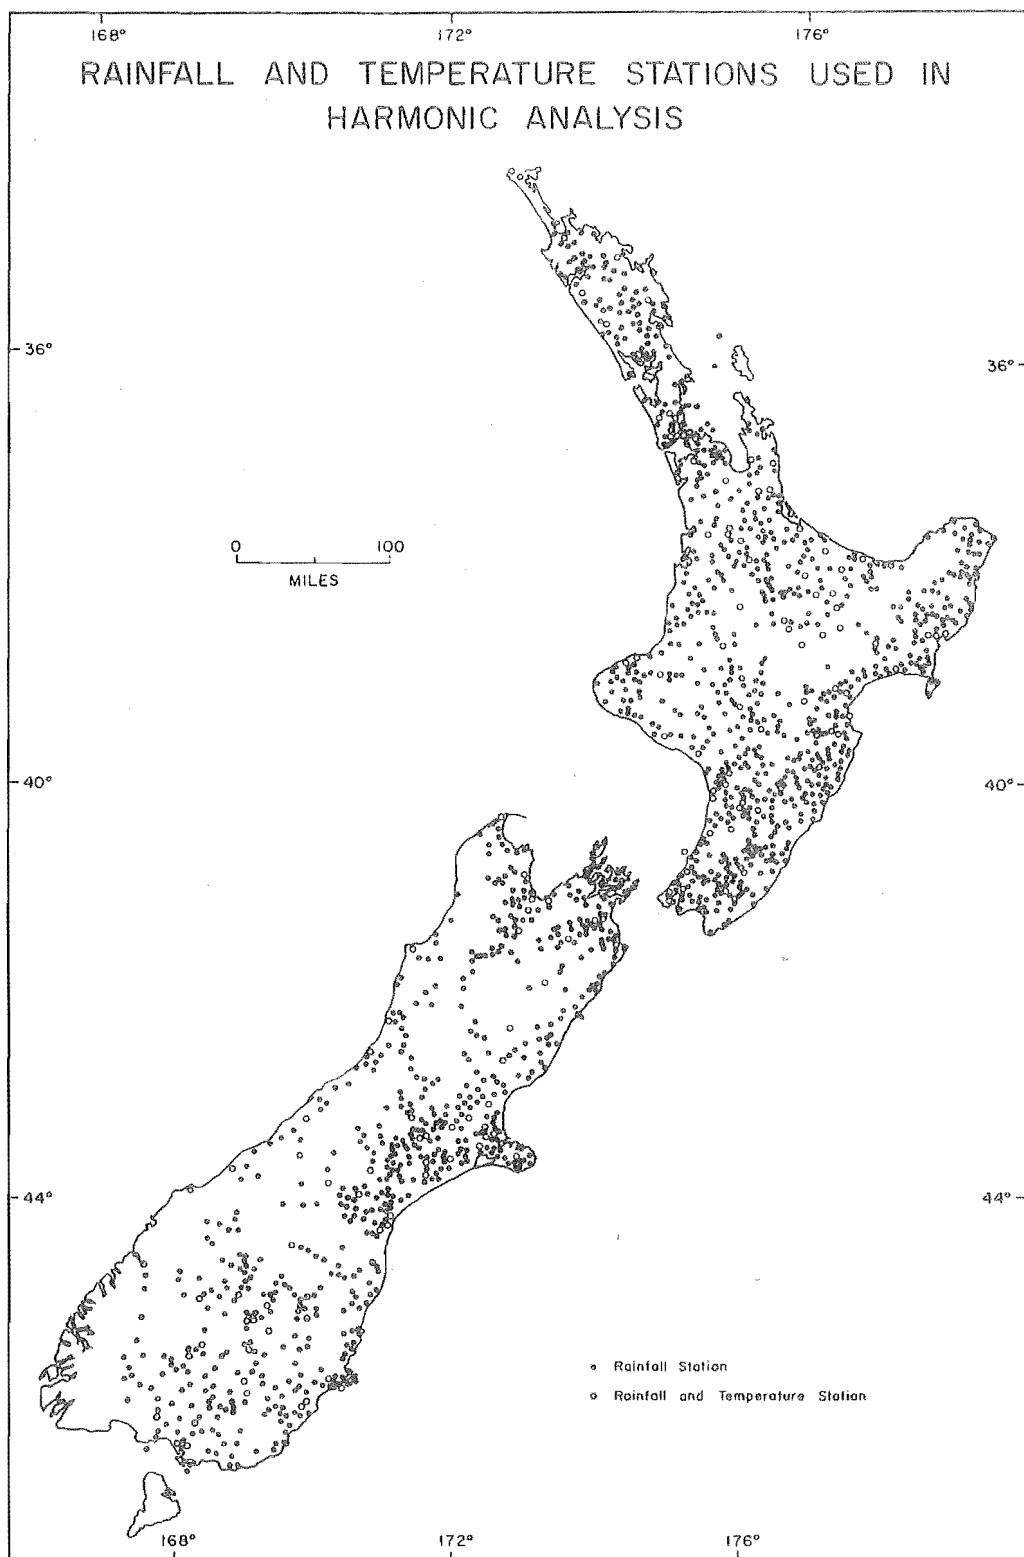 168° 172° 176°
RAINFALL AND TEMPERATURE STATIONS USED IN
HARMONIC ANALYSIS
36° 36°
0 100
MILES
40° 40°
44° 44°
Rainfall Station
Rainfall and Temperature Station
168° 172° 176°